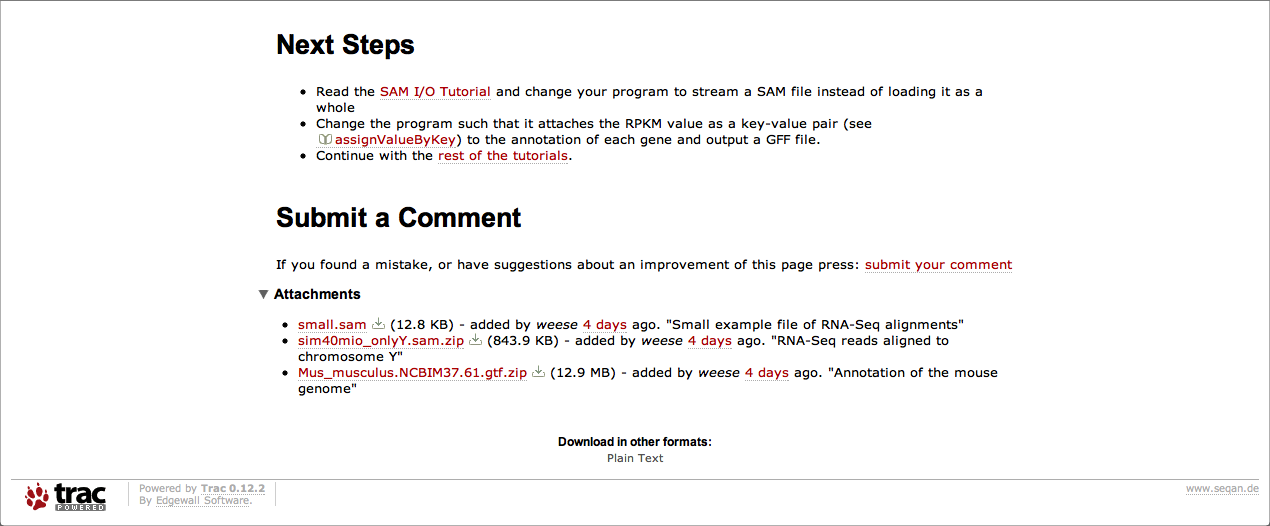 Next Steps
Read the SAM I/O Tutorial and change your program to stream a SAM file instead of loading it as a
whole
Change the program such that it attaches the RPKM value as a key-value pair (see
assignValueByKey) to the annotation of each gene and output a GFF file.
Continue with the rest of the tutorials.
Submit a Comment
If you found a mistake, or have suggestions about an improvement of this page press: submit your comment
Attachments
small.sam (12.8 KB) - added by weese 4 days ago. "Small example file of RNA-Seq alignments"
sim40mio_onlyY.sam.zip (843.9 KB) - added by weese 4 days ago. "RNA-Seq reads aligned to
chromosome Y"
Mus_musculus.NCBIM37.61.gtf.zip (12.9 MB) - added by weese 4 days ago. "Annotation of the mouse
genome"
Download in other formats:
Plain Text
trac
POWERED
Powered by Trac 0.12.2
By Edgewall Software.
www.seqan.de